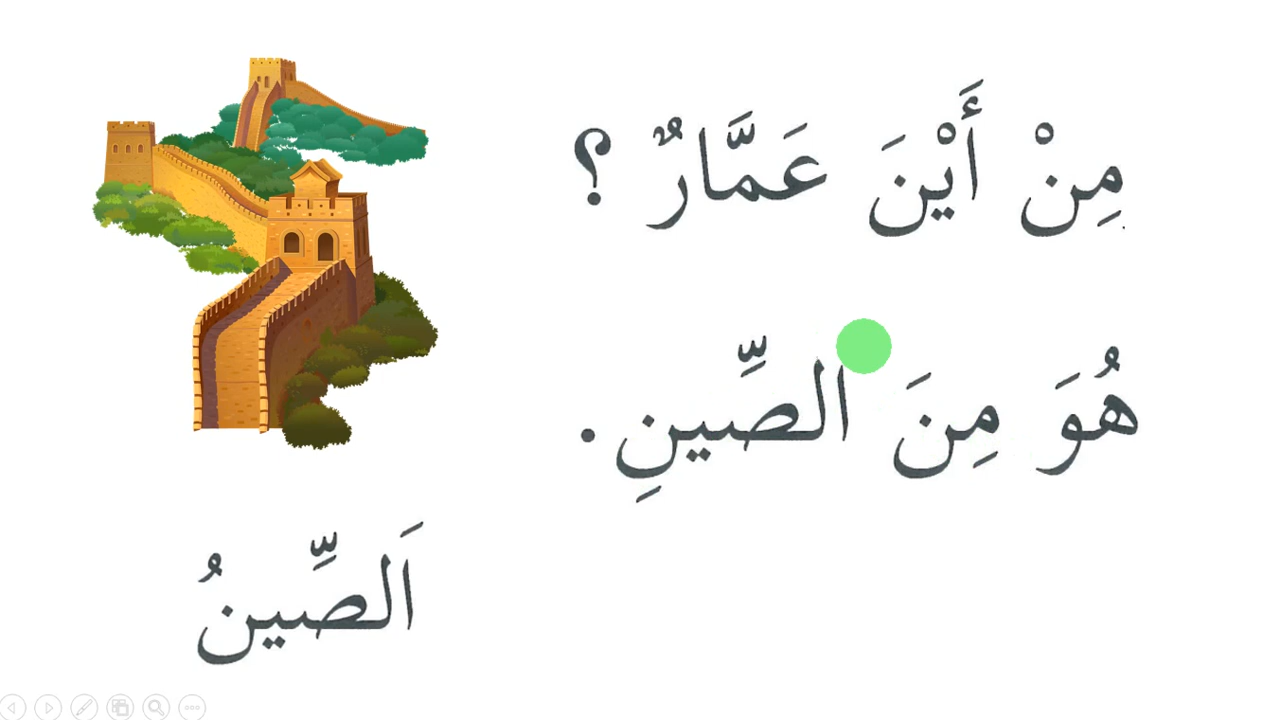 مِنْ أَيْنَ عَمَّارٌ ؟
هُوَ مِنَ الصِّينِ .
اَلصِّينُ